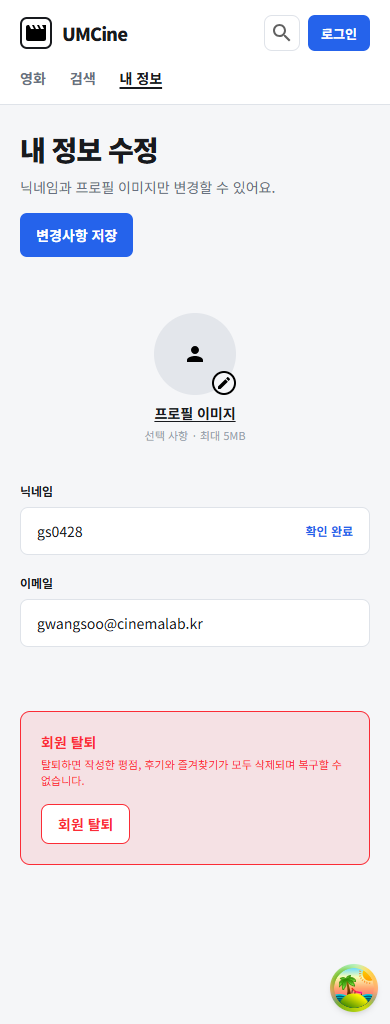 UMCine
로그인
영화
검색
내 정보
내 정보 수정
닉네임과 프로필 이미지만 변경할 수 있어요.
변경사항 저장
프로필 이미지
선택 사항 · 최대 5MB
닉네임
gs0428
확인 완료
이메일
gwangsoo@cinemalab.kr
회원 탈퇴
탈퇴하면 작성한 평점, 후기와 즐겨찾기가 모두 삭제되며 복구할 수
없습니다.
회원 탈퇴